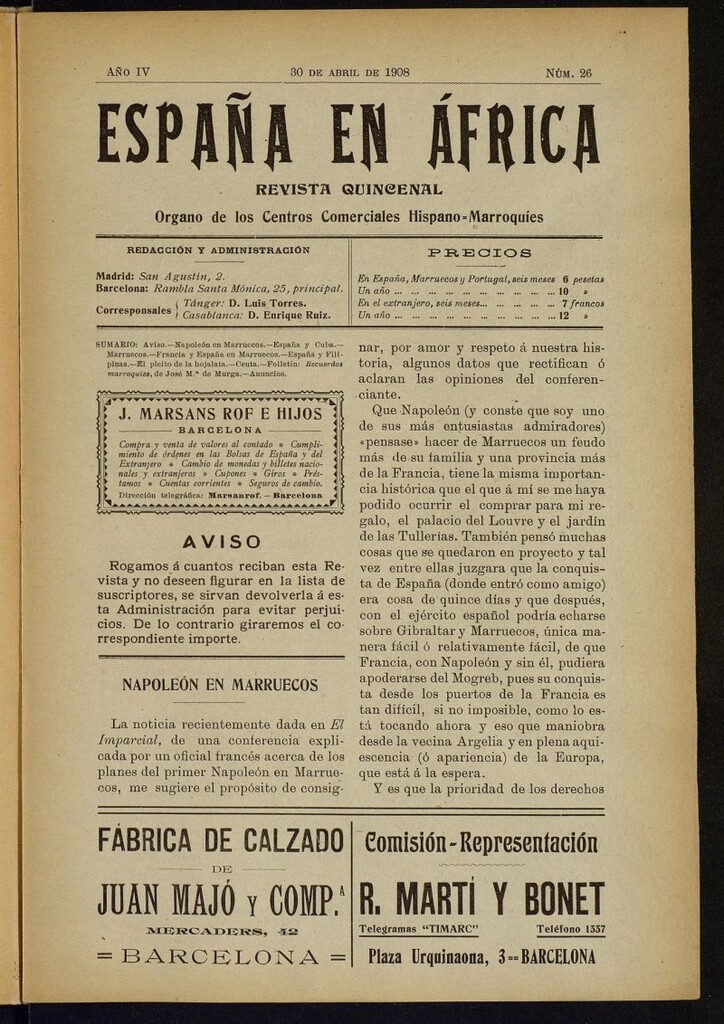 AÑO IV
30 DE ABRIL DE 1908
NÚM. 26
ESPAÑA EN ÁFRICA
REVISTA QUINCENAL
Organo de los Centros Comerciales Hispano=Marroquíes
REDACCIÓN Y ADMINISTRACIÓN
Madrid: San Agustín, 2.
Barcelona: Rambla Santa Mónica, 25, principal.
Corresponsales { Tánger: D. Luis Torres.
Casablanca: D. Enrique Ruiz.
PRECIOS
En España, Marruecos y Portugal, seis meses 6 pesetas
Un año ... ... ... ... ... ... ... ... ... ... 10 »
En el extranjero, seis meses... ... ... ... ... 7 francos
Un año ... ... ... ... ... ... ... ... ... ... 12 »
SUMARIO: Aviso.—Napoleón en Marruecos.—España y Cuba.—
Marruecos.—Francia y España en Marruecos.—España y Fili-
pinas.—El pleito de la hojalata.—Ceuta.—Folletín: Recuerdos
marroquíes, de José M.ª de Murga.—Anuncios.
J. MARSANS ROF E HIJOS
BARCELONA
Compra y venta de valores al contado * Cumpli-
miento de órdenes en las Bolsas de España y del
Extranjero * Cambio de monedas y billetes nacio-
nales y extranjeros * Cupones * Giros * Prés-
tamos * Cuentas corrientes * Seguros de cambio.
Dirección telegráfica: Marsanrof. — Barcelona
AVISO
Rogamos á cuantos reciban esta Re-
vista y no deseen figurar en la lista de
suscriptores, se sirvan devolverla á es-
ta Administración para evitar perjui-
cios. De lo contrario giraremos el co-
rrespondiente importe.
NAPOLEÓN EN MARRUECOS
La noticia recientemente dada en El
Imparcial, de una conferencia expli-
cada por un oficial francés acerca de los
planes del primer Napoleón en Marrue-
cos, me sugiere el propósito de consig-
nar, por amor y respeto á nuestra his-
toria, algunos datos que rectifican ó
aclaran las opiniones del conferen-
ciante.
Que Napoleón (y conste que soy uno
de sus más entusiastas admiradores)
«pensase» hacer de Marruecos un feudo
más de su familia y una provincia más
de la Francia, tiene la misma importan-
cia histórica que el que á mí se me haya
podido ocurrir el comprar para mi re-
galo, el palacio del Louvre y el jardín
de las Tullerías. También pensó muchas
cosas que se quedaron en proyecto y tal
vez entre ellas juzgara que la conquis-
ta de España (donde entró como amigo)
era cosa de quince días y que después,
con el ejército español podría echarse
sobre Gibraltar y Marruecos, única ma-
nera fácil ó relativamente fácil, de que
Francia, con Napoleón y sin él, pudiera
apoderarse del Mogreb, pues su conquis-
ta desde los puertos de la Francia es
tan difícil, si no imposible, como lo es-
tá tocando ahora y eso que maniobra
desde la vecina Argelia y en plena aqui-
escencia (ó apariencia) de la Europa,
que está á la espera.
Y es que la prioridad de los derechos
FÁBRICA DE CALZADO
DE
JUAN MAJÓ Y COMP.ª
MERCADERS, 42
= BARCELONA =
Comisión-Representación
R. MARTÍ Y BONET
Telegramas "TIMARC" Teléfono 1557
Plaza Urquinaona, 3==BARCELONA